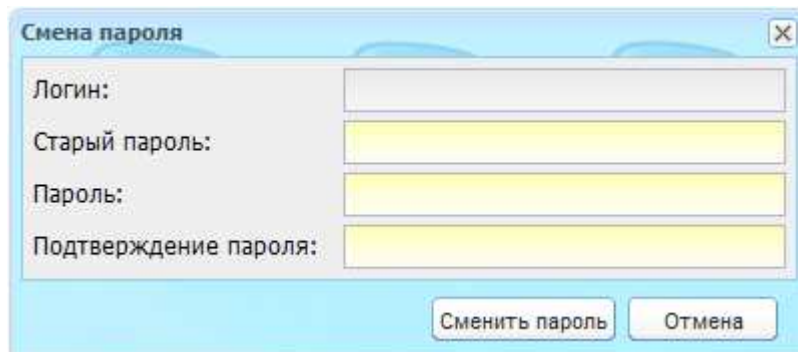 Смена пароля
Логин:
Старый пароль:
Пароль:
Подтверждение пароля:
Сменить пароль Отмена